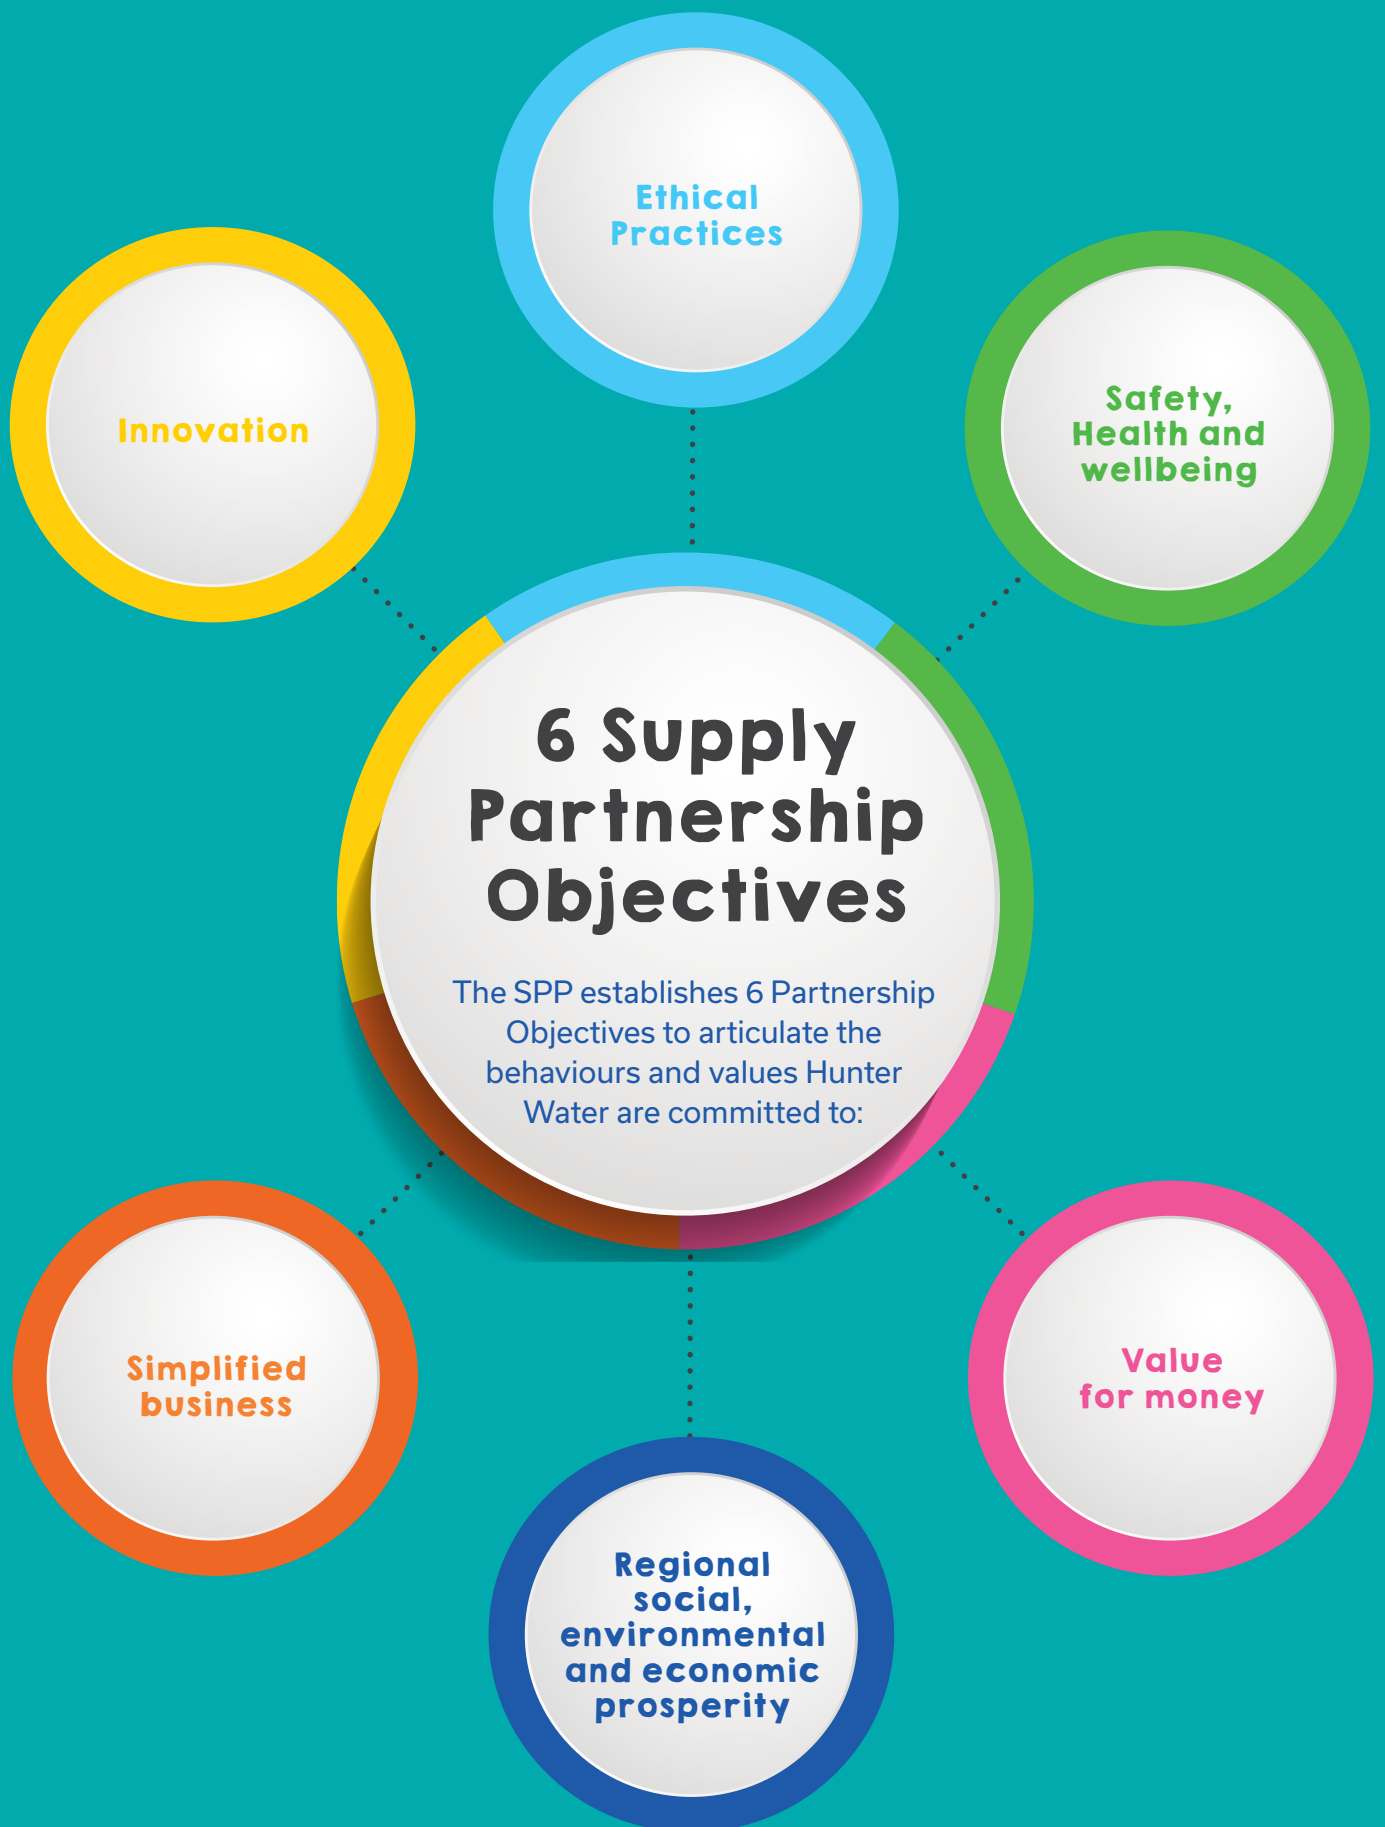 Ethical
Practices
Innovation
Safety,
Health and
wellbeing
6 Supply
Partnership
Objectives
The SPP establishes 6 Partnership
Objectives to articulate the
behaviours and values Hunter
Water are committed to:
Simplified
business
Value
for money
Regional
social,
environmental
and economic
prosperity